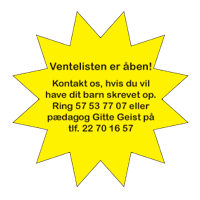 Ventelisten er åben!
Kontakt os, hvis du vil
have dit barn skrevet op.
Ring 57 53 77 07 eller
pædagog Gitte Geist på
tlf. 22 70 16 57